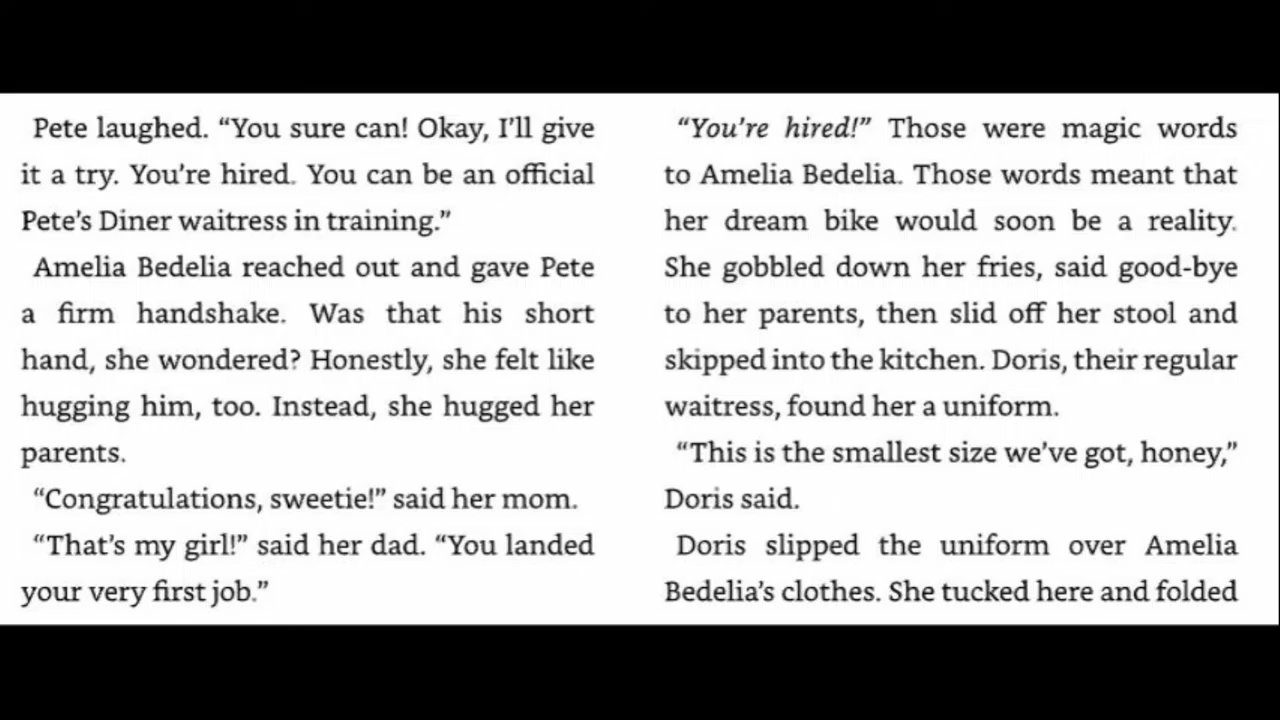 Pete laughed. “You sure can! Okay, I’ll give
it a try. You’re hired. You can be an official
Pete’s Diner waitress in training.”
Amelia Bedelia reached out and gave Pete
a firm handshake. Was that his short
hand, she wondered? Honestly, she felt like
hugging him, too. Instead, she hugged her
parents.
“Congratulations, sweetie!” said her mom.
“That’s my girl!” said her dad. “You landed
your very first job.”
“You’re hired!” Those were magic words
to Amelia Bedelia. Those words meant that
her dream bike would soon be a reality.
She gobbled down her fries, said good-bye
to her parents, then slid off her stool and
skipped into the kitchen. Doris, their regular
waitress, found her a uniform.
“This is the smallest size we’ve got, honey,”
Doris said.
Doris slipped the uniform over Amelia
Bedelia’s clothes. She tucked here and folded